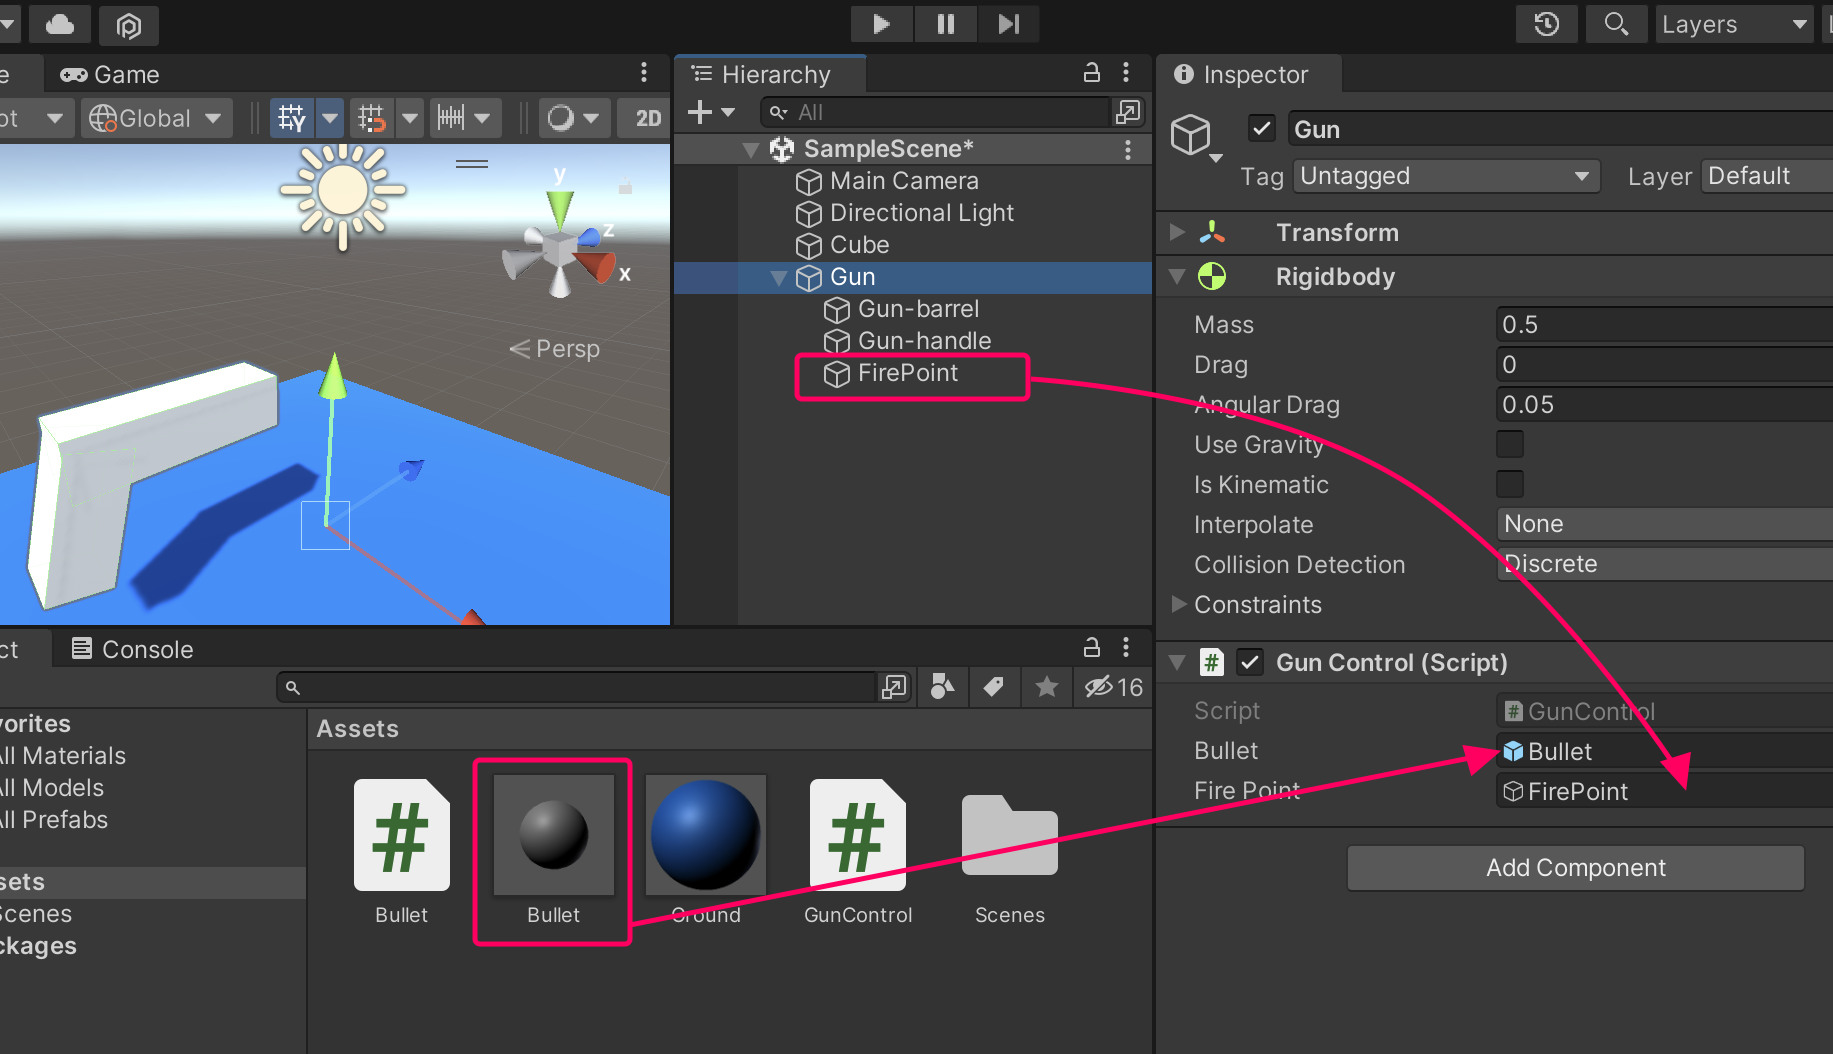 Layers
e
Game
Hierarchy
Inspector
ot
Global
2D
All
Gun
SampleScene*
Tag
Untagged
Layer
Default
Main Camera
Directional Light
Cube
Gun
Gun-barrel
Gun-handle
FirePoint
y
z
x
Persp
Transform
Rigidbody
Mass
0.5
Drag
0
Angular Drag
0.05
Use Gravity
Is Kinematic
Interpolate
None
Collision Detection
Discrete
Constraints
ct
Console
16
Gun Control (Script)
Script
GunControl
Bullet
Bullet
Fire Point
FirePoint
Add Component
vorites
All Materials
All Models
All Prefabs
sets
Scenes
ckages
Assets
#
#
Bullet
Bullet
Ground
GunControl
Scenes